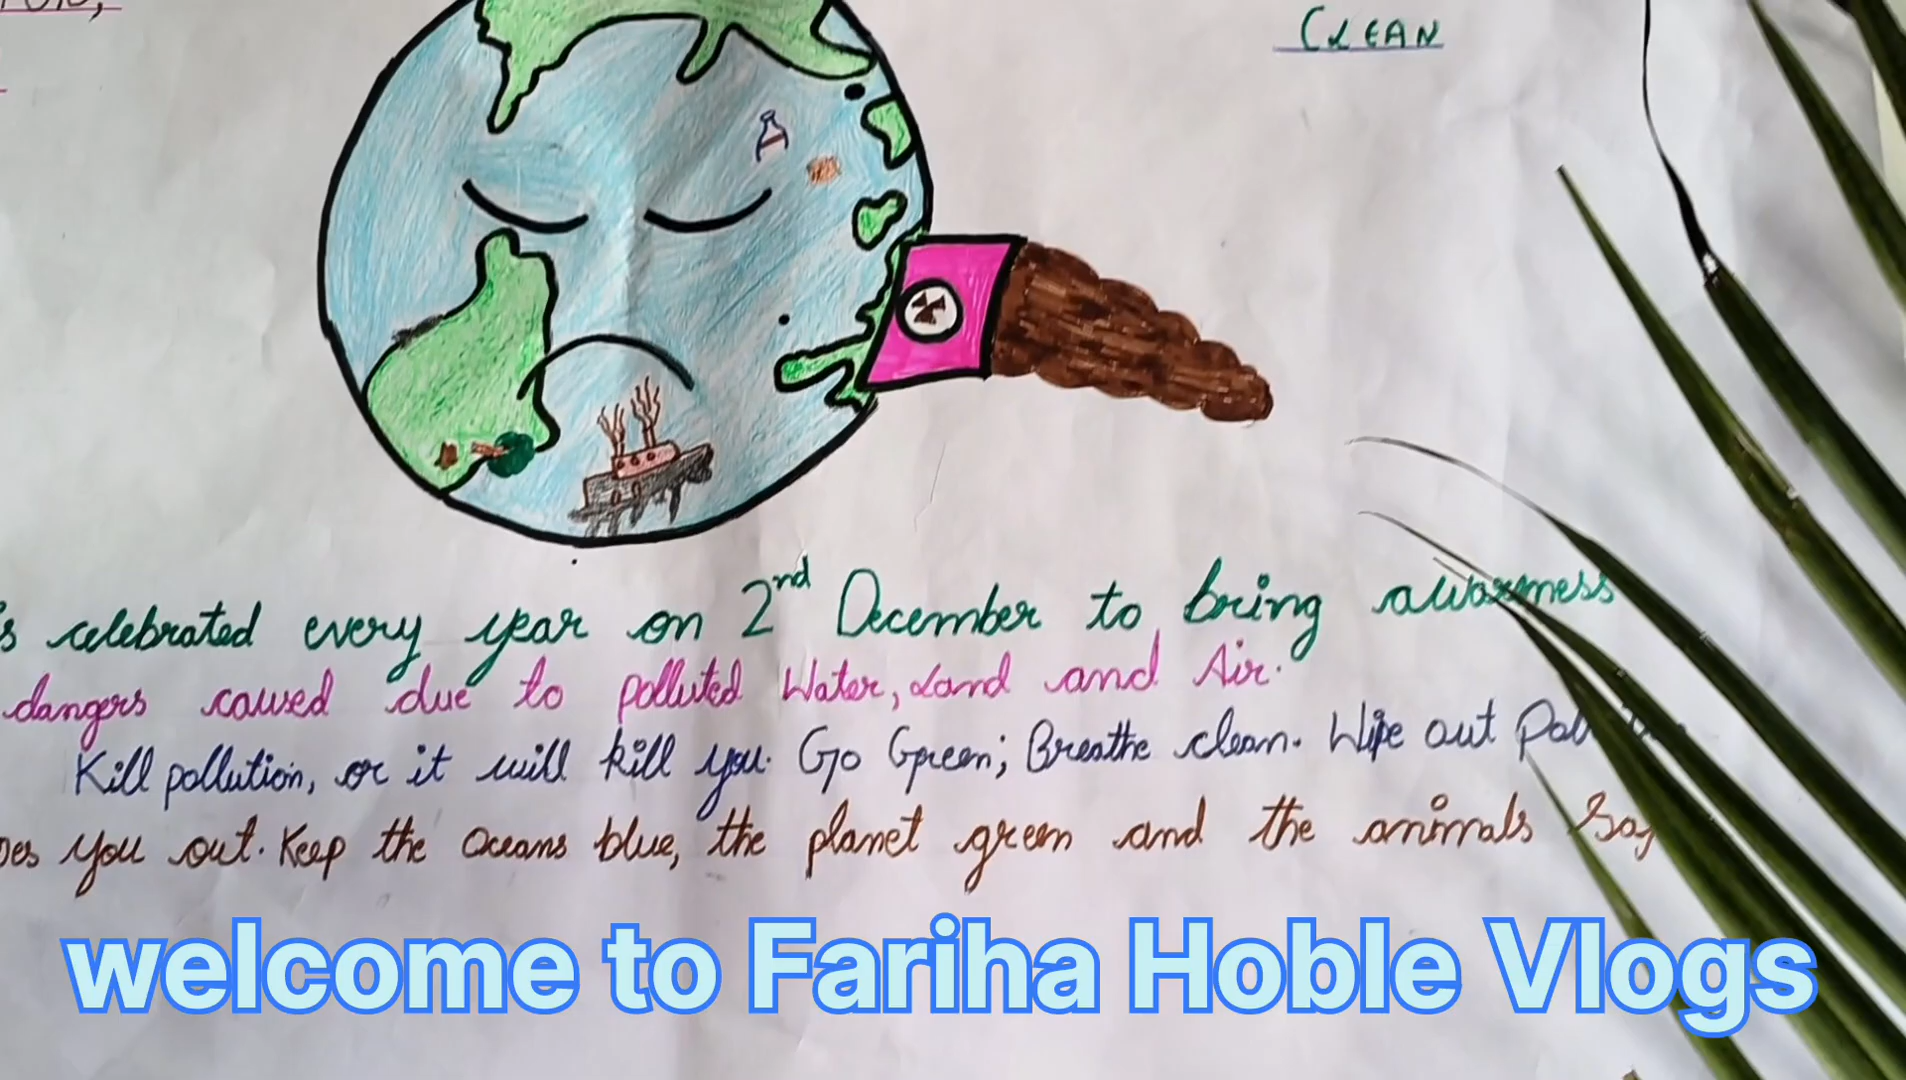 CLEAN
is celebrated every year on 2nd December to bring awareness
dangers caused due to polluted Water, Land and Air.
Kill pollution, or it will kill you. Go Green; Breathe clean. Wipe out
you out. Keep the Oceans blue, the planet green and the animals
welcome to Fariha Hoble Vlogs